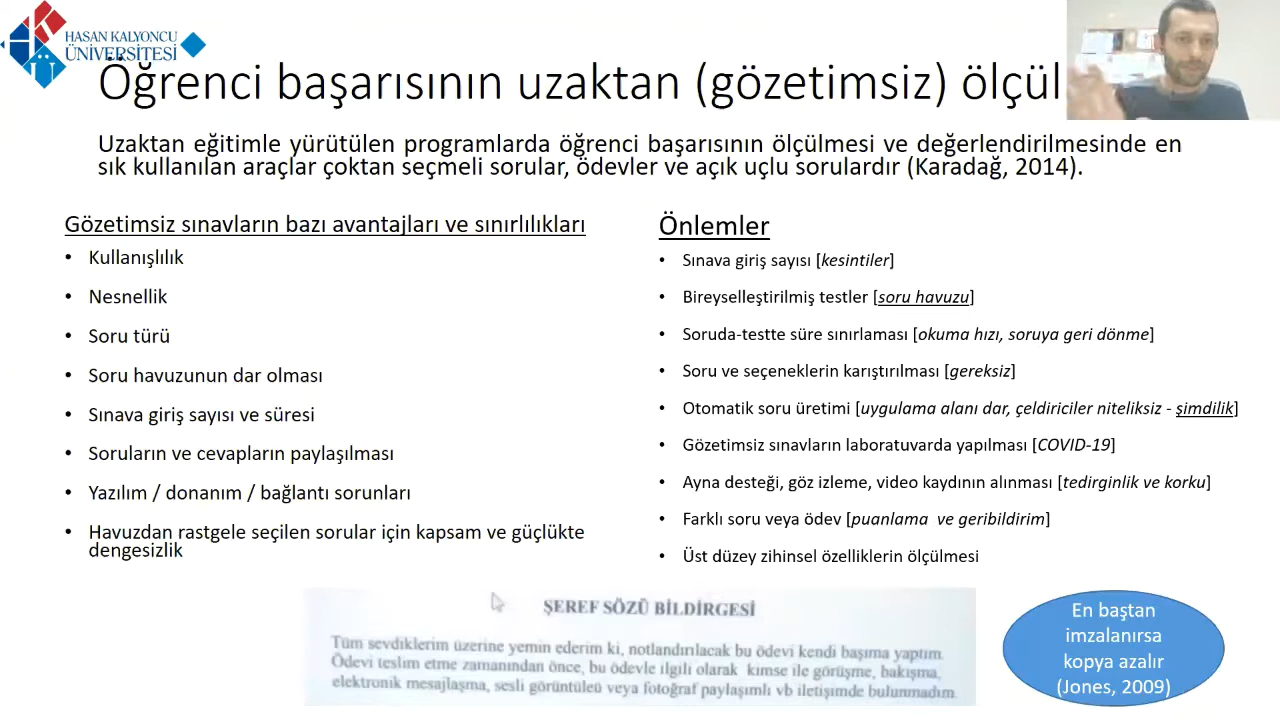 HASAN KALYONCU
ÜNİVERSİTESİ
Öğrenci başarısının uzaktan (gözetimsiz) ölçül
Uzaktan eğitimle yürütülen programlarda öğrenci başarısının ölçülmesi ve değerlendirilmesinde en
sık kullanılan araçlar çoktan seçmeli sorular, ödevler ve açık uçlu sorulardır (Karadağ, 2014).
Gözetimsiz sınavların bazı avantajları ve sınırlılıkları
• Kullanışlılık
• Nesnellik
• Soru türü
• Soru havuzunun dar olması
• Sınava giriş sayısı ve süresi
• Soruların ve cevapların paylaşılması
• Yazılım / donanım / bağlantı sorunları
• Havuzdan rastgele seçilen sorular için kapsam ve güçlükte
dengesizlik
Önlemler
• Sınava giriş sayısı [kesintiler]
• Bireyselleştirilmiş testler [soru havuzu]
• Soruda-testte süre sınırlaması [okuma hızı, soruya geri dönme]
• Soru ve seçeneklerin karıştırılması [gereksiz]
• Otomatik soru üretimi [uygulama alanı dar, çeldiriciler niteliksiz - şimdilik]
• Gözetimsiz sınavların laboratuvarda yapılması [COVID-19]
• Ayna desteği, göz izleme, video kaydının alınması [tedirginlik ve korku]
• Farklı soru veya ödev [puanlama ve geribildirim]
• Üst düzey zihinsel özelliklerin ölçülmesi
ŞEREF SÖZÜ BİLDİRGESİ
Tüm sevdiklerim üzerine yemin ederim ki, notlandırılacak bu ödevi kendi başıma yaptım.
Ödevi teslim etme zamanından önce, bu ödevle ilgili olarak kimse ile görüşme, bakışma,
elektronik mesajlaşma, sesli görüntüleü veya fotoğraf paylaşımlı vb iletişimde bulunmadım.
En baştan
imzalanırsa
kopya azalır
(Jones, 2009)